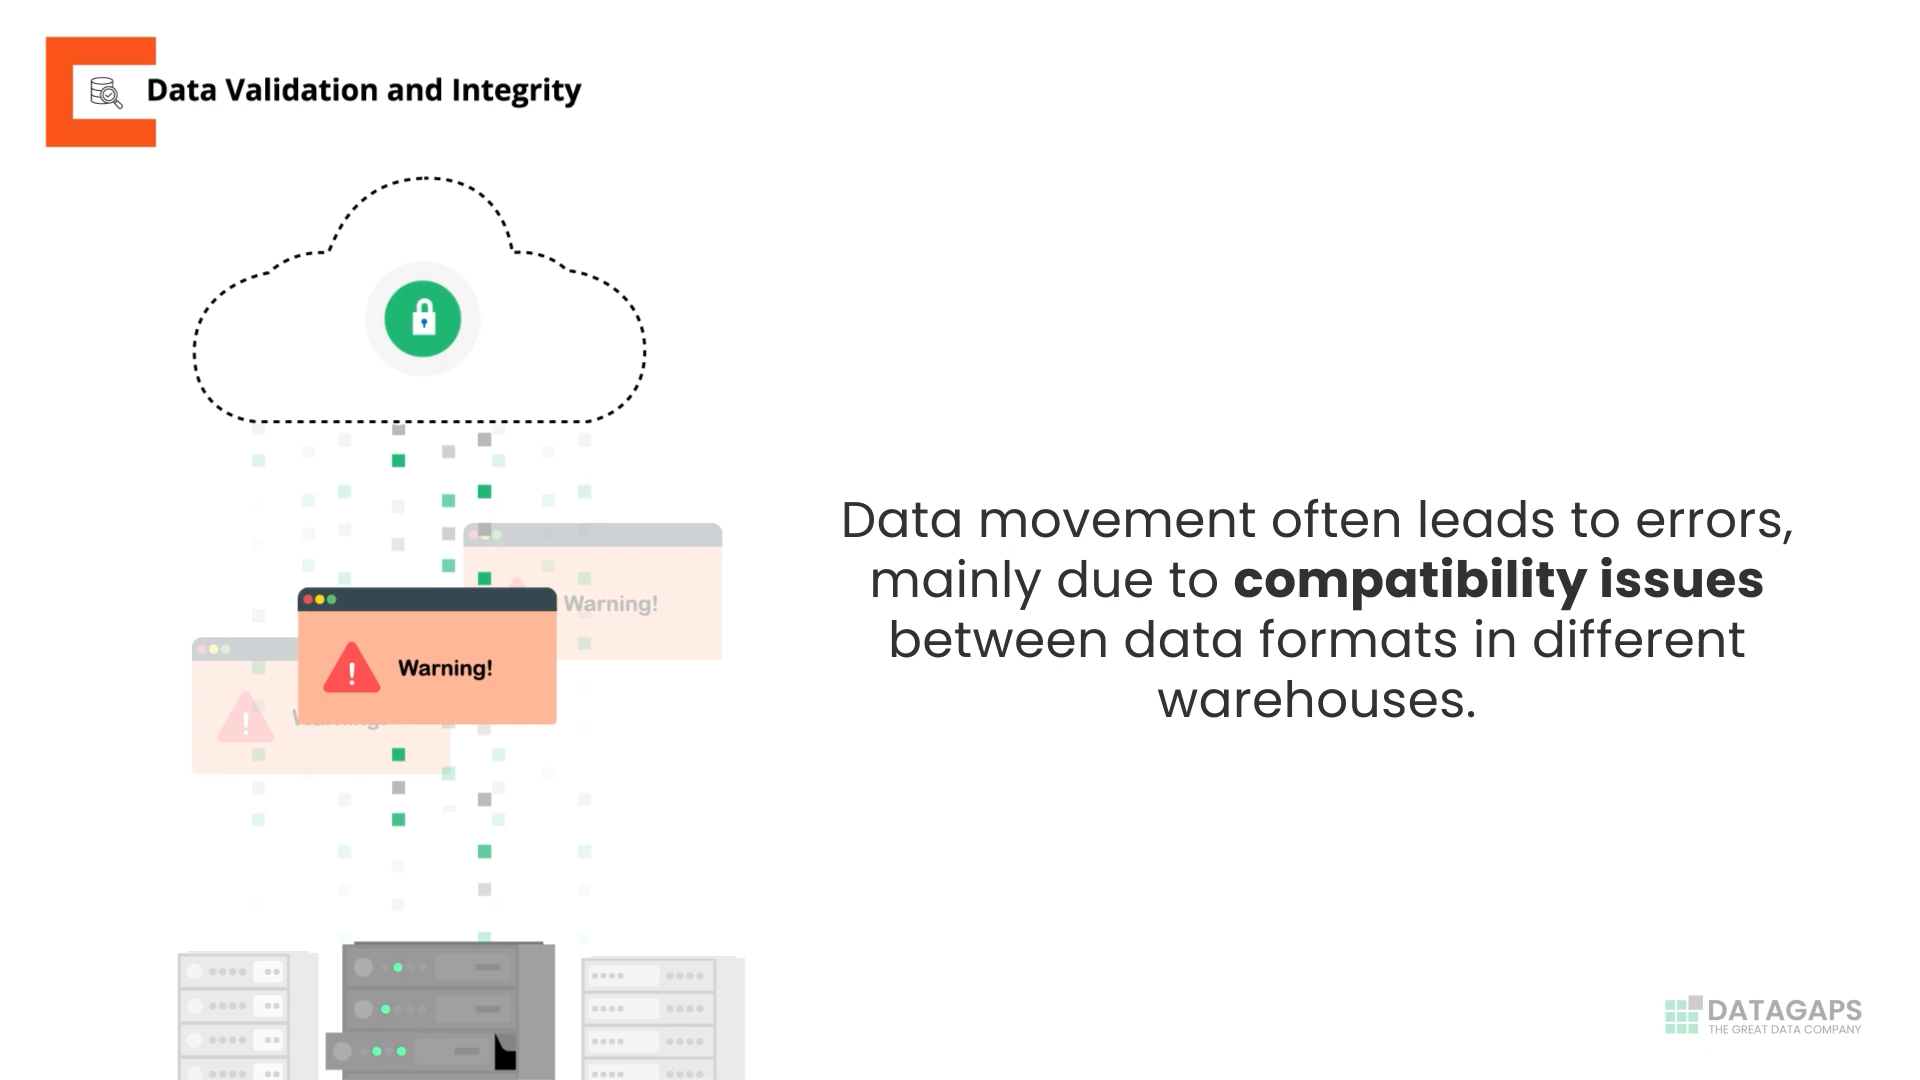 Data Validation and Integrity
Warning!
Warning!
Warning!
Data movement often leads to errors,
mainly due to compatibility issues
between data formats in different
warehouses.
DATAGAPS
THE GREAT DATA COMPANY